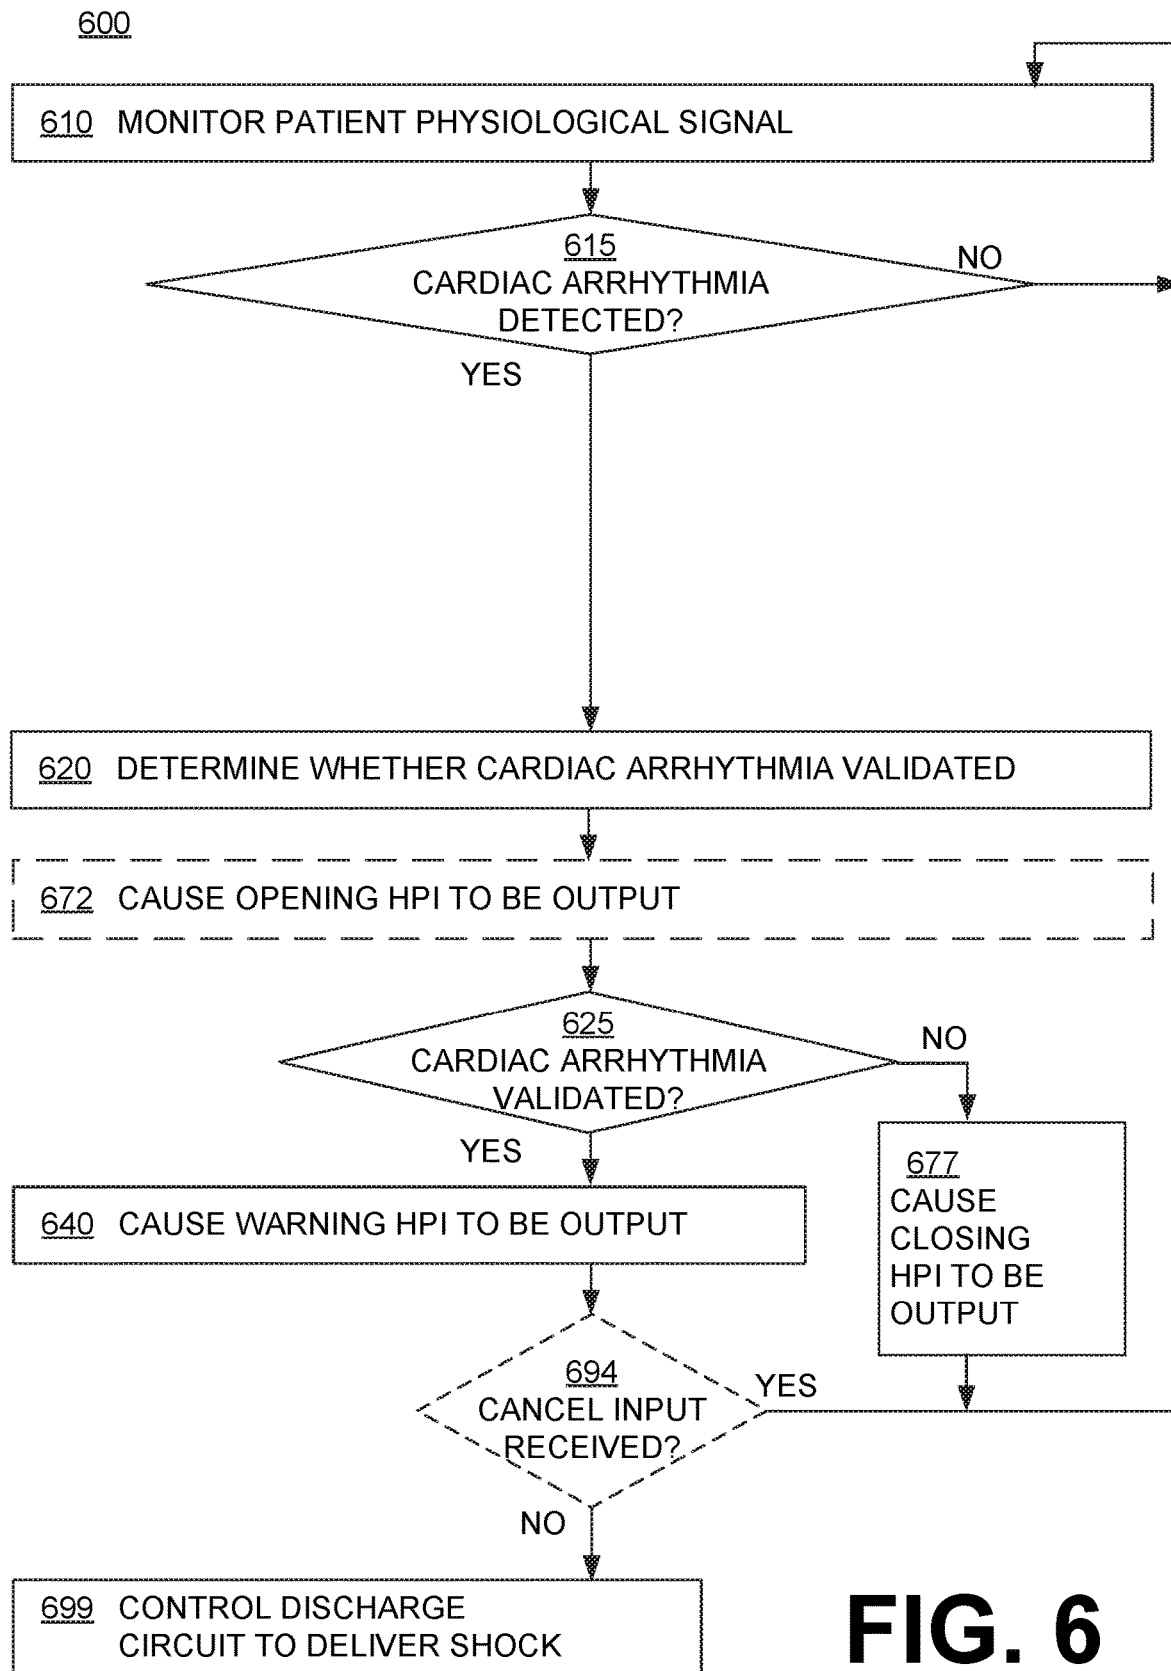 600
610 MONITOR PATIENT PHYSIOLOGICAL SIGNAL
615
CARDIAC ARRHYTHMIA
DETECTED?
NO
YES
620 DETERMINE WHETHER CARDIAC ARRHYTHMIA VALIDATED
672 CAUSE OPENING HPI TO BE OUTPUT
625
CARDIAC ARRHYTHMIA
VALIDATED?
NO
YES
677
CAUSE
CLOSING
HPI TO BE
OUTPUT
640 CAUSE WARNING HPI TO BE OUTPUT
694
CANCEL INPUT
RECEIVED?
YES
NO
699 CONTROL DISCHARGE
CIRCUIT TO DELIVER SHOCK
FIG. 6